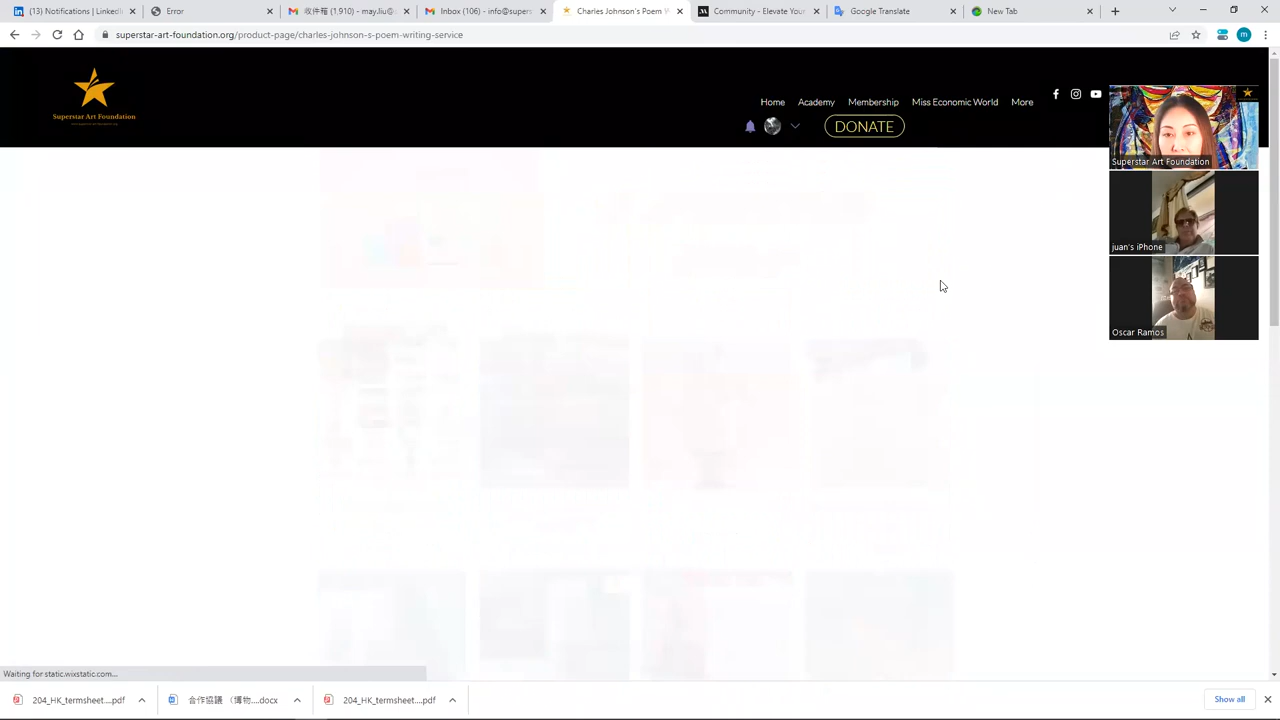 (13) Notifications | LinkedIn
Error
收件箱 (1,910) - mayJiu@
Inbox (106) - info@supers
Charles Johnson's Poem W
Community - Elevate Your
Google Translate
New Tab
superstar-art-foundation.org/product-page/charles-johnson-s-poem-writing-service
m
Superstar Art Foundation
Home
Academy
Membership
Miss Economic World
More
DONATE
Superstar Art Foundation
juan's iPhone
Oscar Ramos
Waiting for static.wixstatic.com...
204_HK_termsheet....pdf
合作協議 （博物....docx
204_HK_termsheet....pdf
Show all